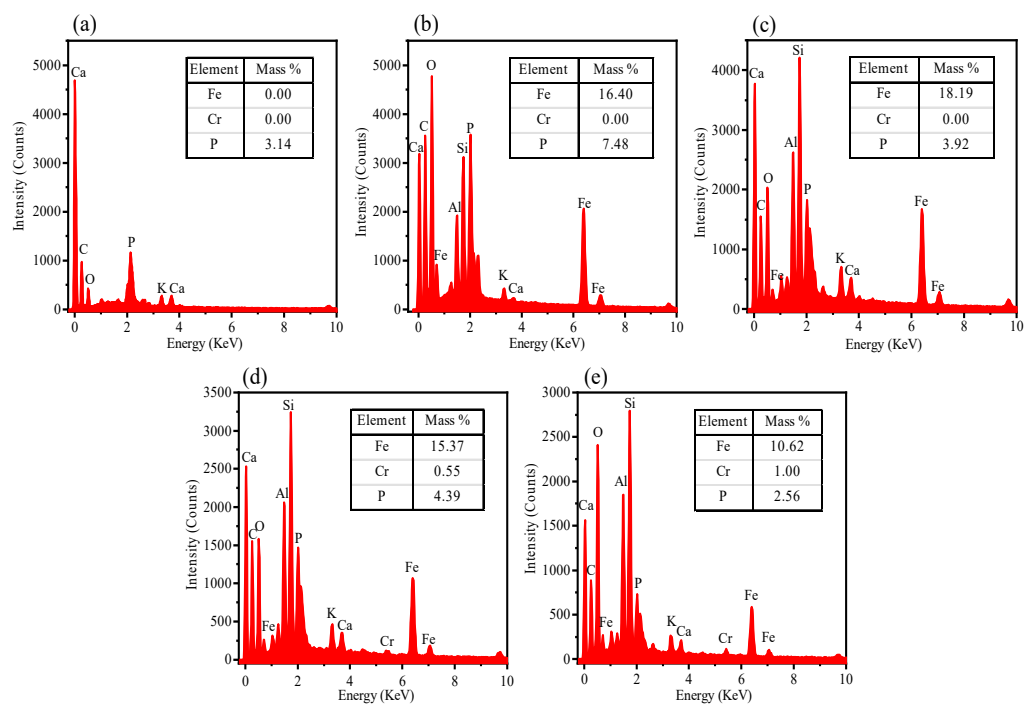 (a)
Intensity (Counts)
5000
4000
3000
2000
1000
0
Ca
C
O
P
K
Ca
Element Mass %
Fe 0.00
Cr 0.00
P 3.14
0 2 4 6 8 10
Energy (KeV)
(b)
Intensity (Counts)
5000
4000
3000
2000
1000
0
Ca
C
O
Fe
Al
Si
P
K
Ca
Fe
Fe
Element Mass %
Fe 16.40
Cr 0.00
P 7.48
0 2 4 6 8 10
Energy (KeV)
(c)
Intensity (Counts)
4000
3000
2000
1000
0
Ca
C
O
Fe
Al
Si
P
K
Ca
Fe
Fe
Element Mass %
Fe 18.19
Cr 0.00
P 3.92
0 2 4 6 8 10
Energy (KeV)
(d)
Intensity (Counts)
3500
3000
2500
2000
1500
1000
500
0
Ca
C
O
Fe
Al
Si
P
K
Ca
Cr
Fe
Fe
Element Mass %
Fe 15.37
Cr 0.55
P 4.39
0 2 4 6 8 10
Energy (KeV)
(e)
Intensity (Counts)
3000
2500
2000
1500
1000
500
0
Ca
C
O
Fe
Al
Si
P
K
Ca
Cr
Fe
Fe
Element Mass %
Fe 10.62
Cr 1.00
P 2.56
0 2 4 6 8 10
Energy (KeV)